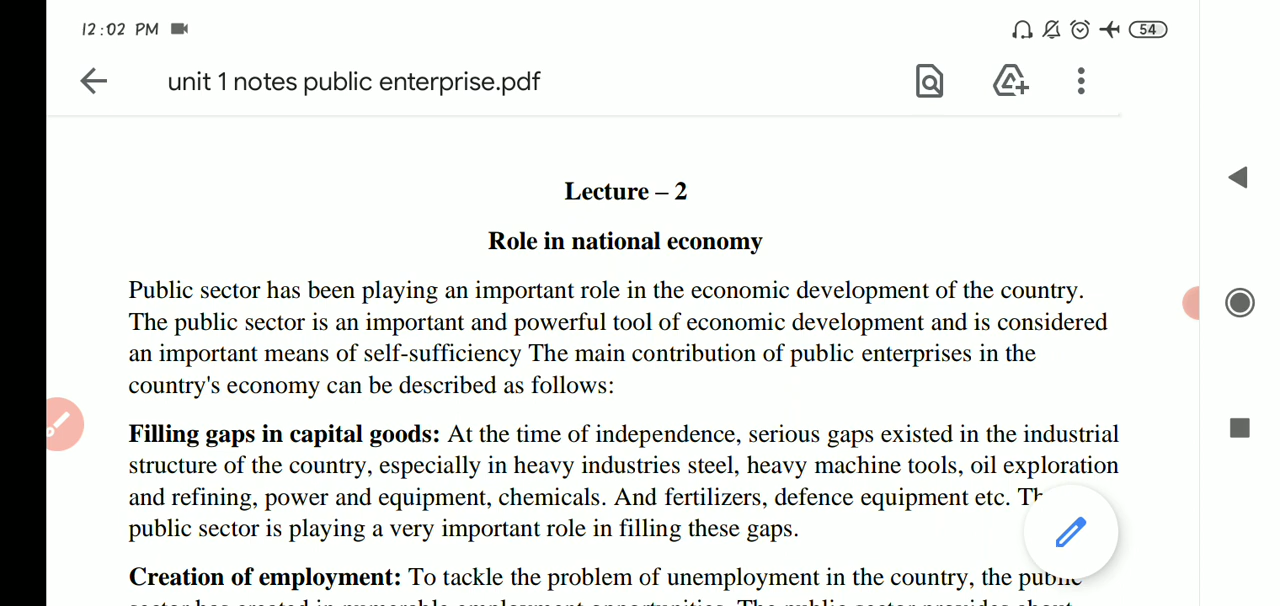 12:02 PM
54
unit 1 notes public enterprise.pdf
Lecture – 2
Role in national economy
Public sector has been playing an important role in the economic development of the country.
The public sector is an important and powerful tool of economic development and is considered
an important means of self-sufficiency The main contribution of public enterprises in the
country's economy can be described as follows:
Filling gaps in capital goods: At the time of independence, serious gaps existed in the industrial
structure of the country, especially in heavy industries steel, heavy machine tools, oil exploration
and refining, power and equipment, chemicals. And fertilizers, defence equipment etc.
public sector is playing a very important role in filling these gaps.
Creation of employment: To tackle the problem of unemployment in the country, the public